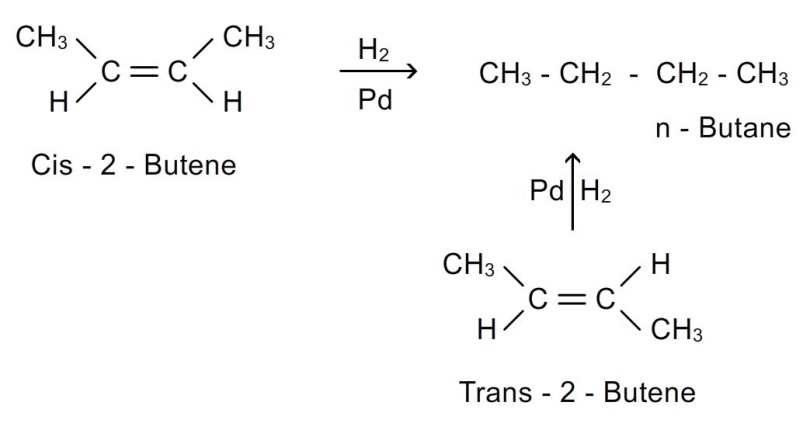 CH₃ CH₃
C = C
H H
Cis - 2 - Butene
H₂
Pd
CH₃ - CH₂ - CH₂ - CH₃
n - Butane
Pd H₂
CH₃ H
C = C
H CH₃
Trans - 2 - Butene